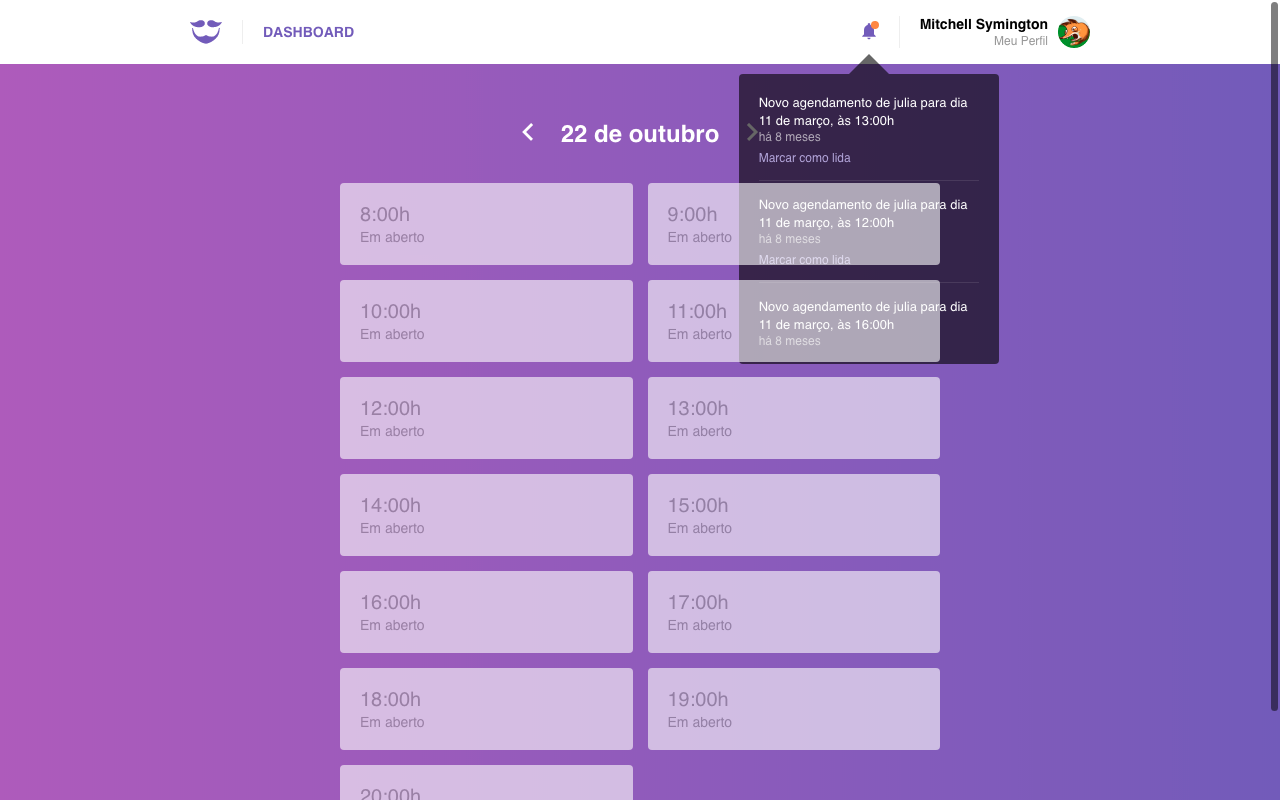 DASHBOARD
Mitchell Symington
Meu Perfil
Novo agendamento de julia para dia
11 de março, às 13:00h
há 8 meses
Marcar como lida
Novo agendamento de julia para dia
11 de março, às 12:00h
há 8 meses
Marcar como lida
Novo agendamento de julia para dia
11 de março, às 16:00h
há 8 meses
22 de outubro
8:00h
Em aberto
9:00h
Em aberto
10:00h
Em aberto
11:00h
Em aberto
12:00h
Em aberto
13:00h
Em aberto
14:00h
Em aberto
15:00h
Em aberto
16:00h
Em aberto
17:00h
Em aberto
18:00h
Em aberto
19:00h
Em aberto
20:00h